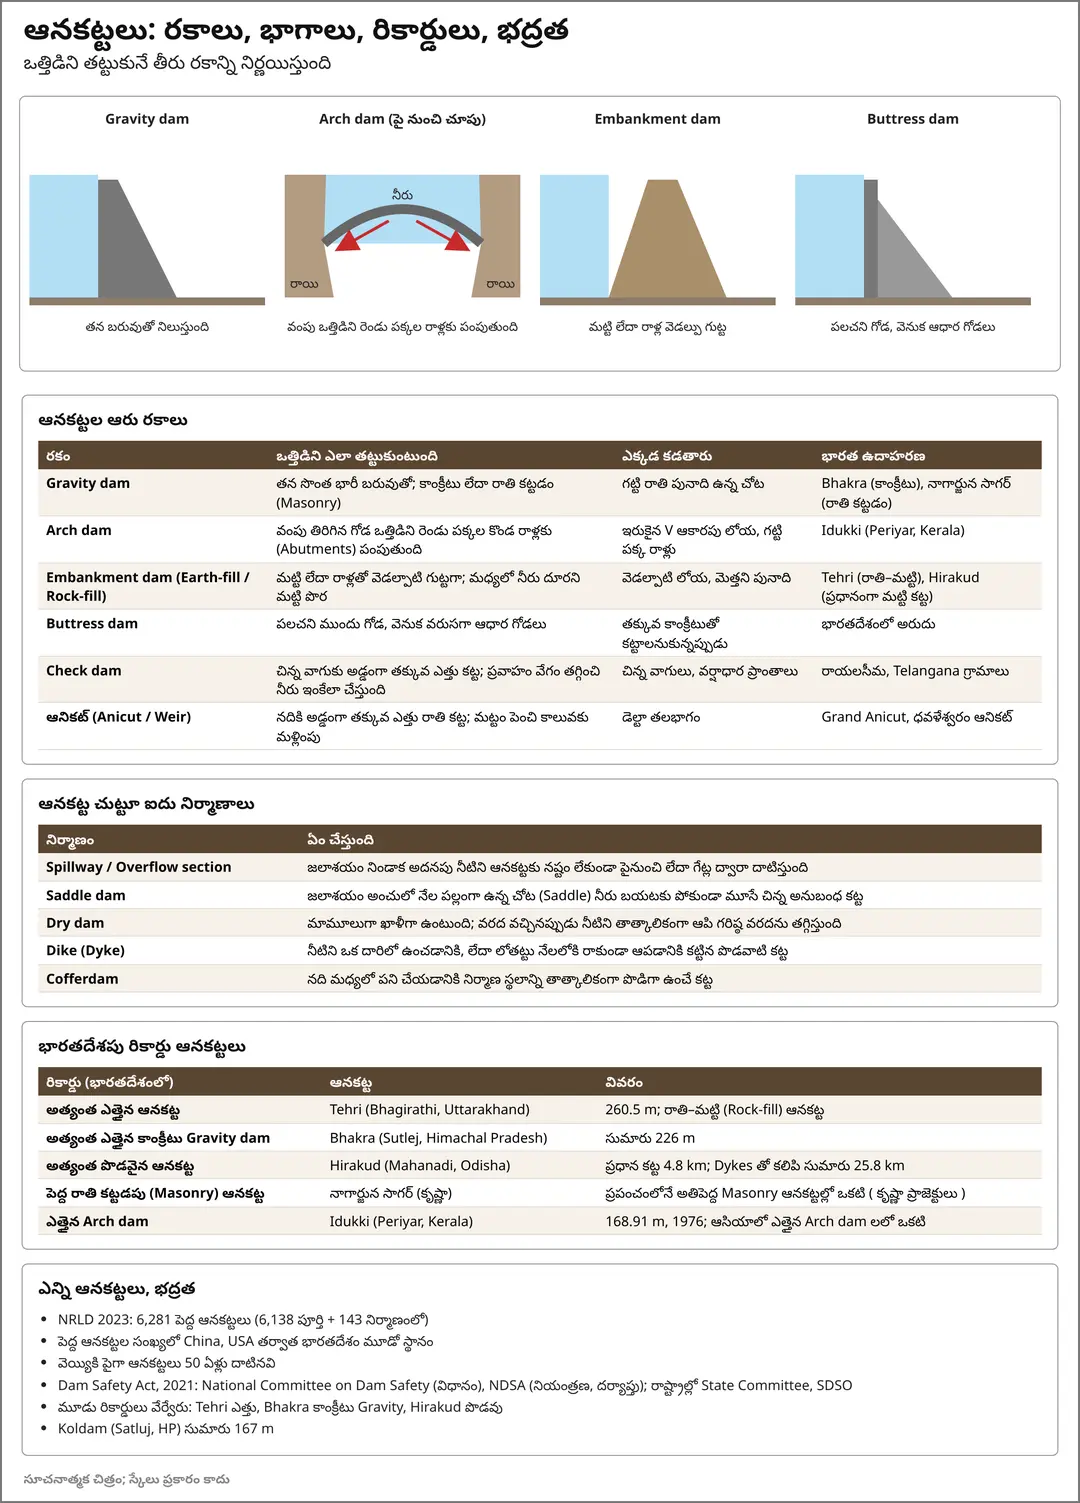 ఆనకట్టలు: రకాలు, భాగాలు, రికార్డులు, భద్రత
ఒత్తిడిని తట్టుకునే తీరు రకాన్ని నిర్ణయిస్తుంది
Gravity dam
Arch dam (పై నుంచి చూపు)
Embankment dam
Buttress dam
నీరు
రాయి
రాయి
తన బరువుతో నిలుస్తుంది
వంపు ఒత్తిడిని రెండు పక్కల రాళ్లకు పంపుతుంది
మట్టి లేదా రాళ్ల వెడల్పు గుట్ట
పలచని గోడ, వెనుక ఆధార గోడలు
ఆనకట్టల ఆరు రకాలు
రకం ఒత్తిడిని ఎలా తట్టుకుంటుంది ఎక్కడ కడతారు భారత ఉదాహరణ
Gravity dam తన సొంత భారీ బరువుతో; కాంక్రీటు లేదా రాతి కట్టడం గట్టి రాతి పునాది ఉన్న చోట Bhakra (కాంక్రీటు), నాగార్జున సాగర్
(Masonry) (రాతి కట్టడం)
Arch dam వంపు తిరిగిన గోడ ఒత్తిడిని రెండు పక్కల కొండ రాళ్లకు ఇరుకైన V ఆకారపు లోయ, గట్టి Idukki (Periyar, Kerala)
(Abutments) పంపుతుంది పక్క రాళ్లు
Embankment dam (Earth-fill / మట్టి లేదా రాళ్లతో వెడల్పాటి గుట్టగా; మధ్యలో నీరు దూరని వెడల్పాటి లోయ, మెత్తని పునాది Tehri (రాతి–మట్టి), Hirakud
Rock-fill) మట్టి పొర (ప్రధానంగా మట్టి కట్ట)
Buttress dam పలచని ముందు గోడ, వెనుక వరుసగా ఆధార గోడలు తక్కువ కాంక్రీటుతో భారతదేశంలో అరుదు
కట్టాలనుకున్నప్పుడు
Check dam చిన్న వాగుకు అడ్డంగా తక్కువ ఎత్తు కట్ట; ప్రవాహం వేగం తగ్గించి చిన్న వాగులు, వర్షాధార ప్రాంతాలు రాయలసీమ, Telangana గ్రామాలు
నీరు ఇంకేలా చేస్తుంది
ఆనికట్ (Anicut / Weir) నదికి అడ్డంగా తక్కువ ఎత్తు రాతి కట్ట; మట్టం పెంచి కాలువకు డెల్టా తలభాగం Grand Anicut, ధవళేశ్వరం ఆనికట్
మళ్లింపు
ఆనకట్ట చుట్టూ ఐదు నిర్మాణాలు
నిర్మాణం ఏం చేస్తుంది
Spillway / Overflow section జలాశయం నిండాక అదనపు నీటిని ఆనకట్టకు నష్టం లేకుండా పైనుంచి లేదా గేట్ల ద్వారా దాటిస్తుంది
Saddle dam జలాశయం అంచులో నేల పల్లంగా ఉన్న చోట (Saddle) నీరు బయటకు పోకుండా మూసే చిన్న అనుబంధ కట్ట
Dry dam మామూలుగా ఖాళీగా ఉంటుంది; వరద వచ్చినప్పుడు నీటిని తాత్కాలికంగా ఆపి గరిష్ఠ వరదను తగ్గిస్తుంది
Dike (Dyke) నీటిని ఒక దారిలో ఉంచడానికి, లేదా లోతట్టు నేలలోకి రాకుండా ఆపడానికి కట్టిన పొడవాటి కట్ట
Cofferdam నది మధ్యలో పని చేయడానికి నిర్మాణ స్థలాన్ని తాత్కాలికంగా పొడిగా ఉంచే కట్ట
భారతదేశపు రికార్డు ఆనకట్టలు
రికార్డు (భారతదేశంలో) ఆనకట్ట వివరం
అత్యంత ఎత్తైన ఆనకట్ట Tehri (Bhagirathi, Uttarakhand) 260.5 m; రాతి–మట్టి (Rock-fill) ఆనకట్ట
అత్యంత ఎత్తైన కాంక్రీటు Gravity dam Bhakra (Sutlej, Himachal Pradesh) సుమారు 226 m
అత్యంత పొడవైన ఆనకట్ట Hirakud (Mahanadi, Odisha) ప్రధాన కట్ట 4.8 km; Dykes తో కలిపి సుమారు 25.8 km
పెద్ద రాతి కట్టడపు (Masonry) ఆనకట్ట నాగార్జున సాగర్ (కృష్ణా) ప్రపంచంలోనే అతిపెద్ద Masonry ఆనకట్టల్లో ఒకటి ( కృష్ణా ప్రాజెక్టులు )
ఎత్తైన Arch dam Idukki (Periyar, Kerala) 168.91 m, 1976; ఆసియాలో ఎత్తైన Arch dam లలో ఒకటి
ఎన్ని ఆనకట్టలు, భద్రత
• NRLD 2023: 6,281 పెద్ద ఆనకట్టలు (6,138 పూర్తి + 143 నిర్మాణంలో)
• పెద్ద ఆనకట్టల సంఖ్యలో China, USA తర్వాత భారతదేశం మూడో స్థానం
• వెయ్యికి పైగా ఆనకట్టలు 50 ఏళ్లు దాటినవి
• Dam Safety Act, 2021: National Committee on Dam Safety (విధానం), NDSA (నియంత్రణ, దర్యాప్తు); రాష్ట్రాల్లో State Committee, SDSO
• మూడు రికార్డులు వేర్వేరు: Tehri ఎత్తు, Bhakra కాంక్రీటు Gravity, Hirakud పొడవు
• Koldam (Satluj, HP) సుమారు 167 m
సూచనాత్మక చిత్రం; స్కేలు ప్రకారం కాదు